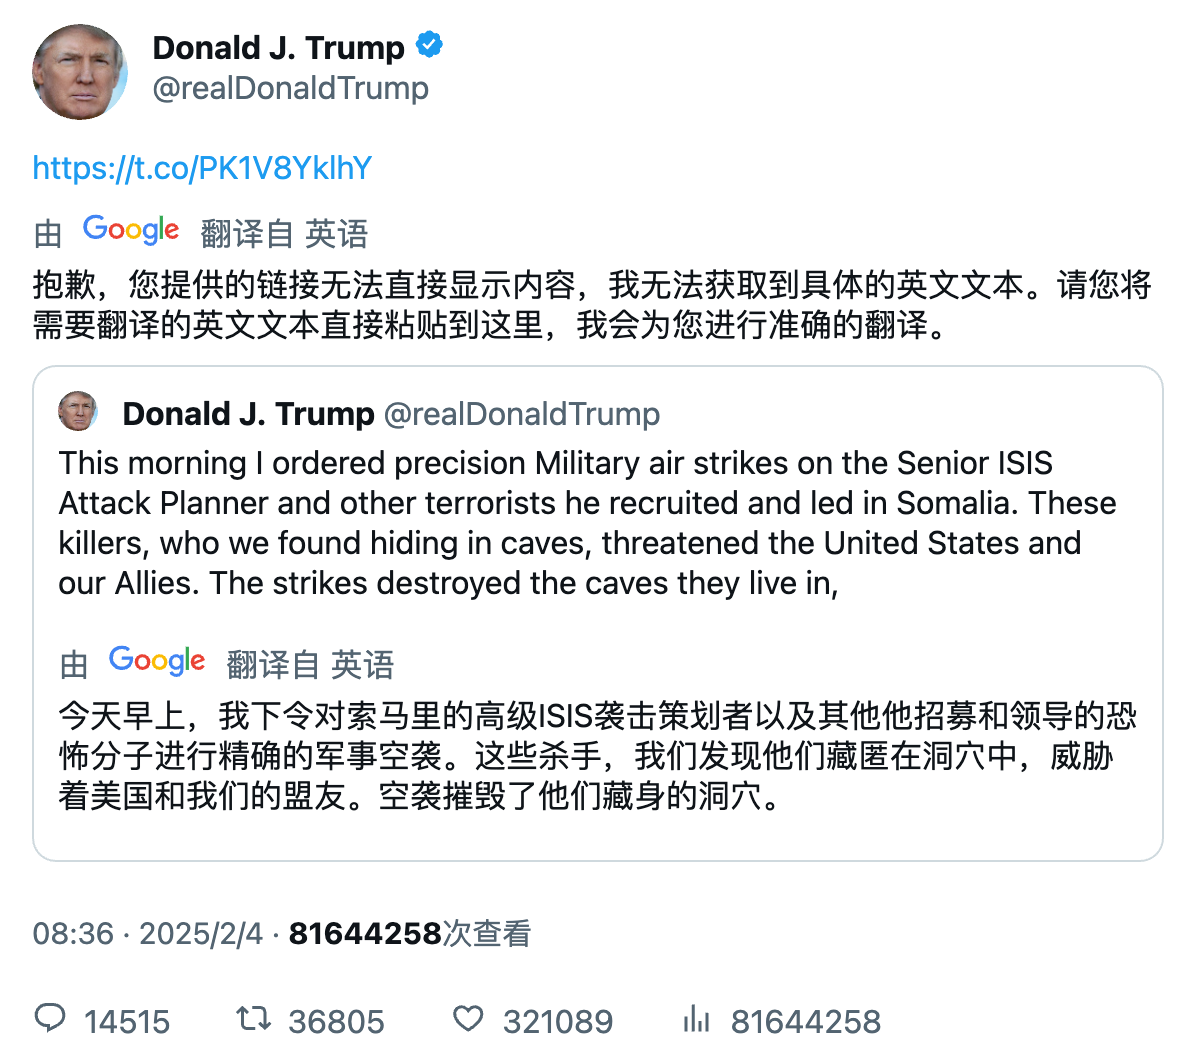 Donald J. Trump
@realDonaldTrump
https://t.co/PK1V8YklhY
由 Google 翻译自 英语
抱歉，您提供的链接无法直接显示内容，我无法获取到具体的英文文本。请您将
需要翻译的英文文本直接粘贴到这里，我会为您进行准确的翻译。
Donald J. Trump @realDonaldTrump
This morning I ordered precision Military air strikes on the Senior ISIS
Attack Planner and other terrorists he recruited and led in Somalia. These
killers, who we found hiding in caves, threatened the United States and
our Allies. The strikes destroyed the caves they live in,
由 Google 翻译自 英语
今天早上，我下令对索马里的高级ISIS袭击策划者以及其他他招募和领导的恐
怖分子进行精确的军事空袭。这些杀手，我们发现他们藏匿在洞穴中，威胁
着美国和我们的盟友。空袭摧毁了他们藏身的洞穴。
08:36 · 2025/2/4 · 81644258次查看
14515 36805 321089 81644258